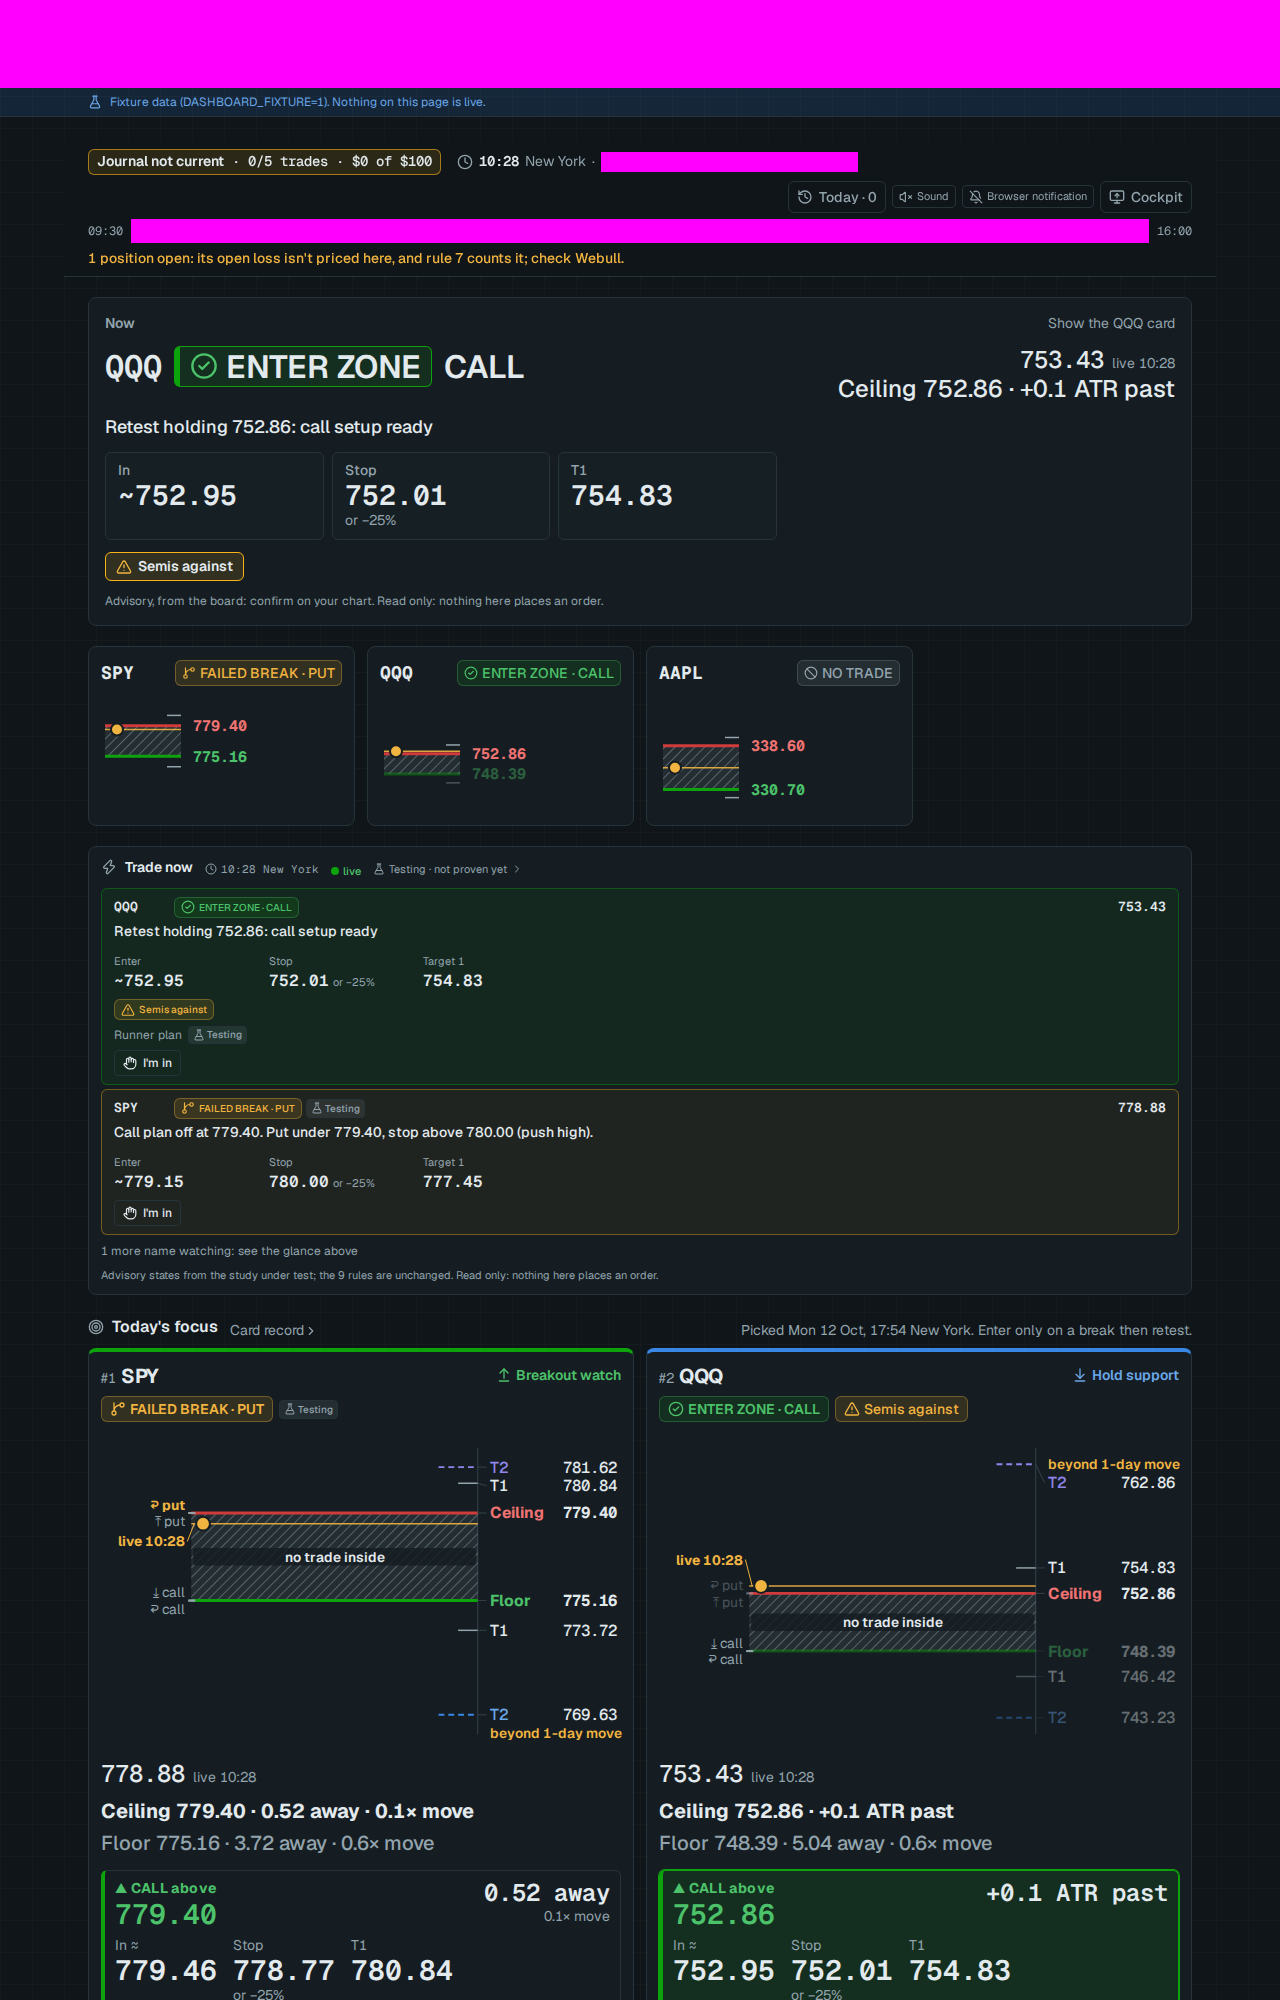 Fixture data (DASHBOARD_FIXTURE=1). Nothing on this page is live.
Journal not current · 0/5 trades · $0 of $100
10:28 New York ·
Today · 0
Sound
Browser notification
Cockpit
09:30
16:00
1 position open: its open loss isn't priced here, and rule 7 counts it; check Webull.
Now
Show the QQQ card
QQQ ENTER ZONE CALL
753.43 live 10:28
Ceiling 752.86 · +0.1 ATR past
Retest holding 752.86: call setup ready
In
~752.95
Stop
752.01
or −25%
T1
754.83
Semis against
Advisory, from the board: confirm on your chart. Read only: nothing here places an order.
SPY
FAILED BREAK · PUT
779.40
775.16
QQQ
ENTER ZONE · CALL
752.86
748.39
AAPL
NO TRADE
338.60
330.70
Trade now
10:28 New York
live
Testing · not proven yet
QQQ
ENTER ZONE · CALL
753.43
Retest holding 752.86: call setup ready
Enter
Stop
Target 1
~752.95
752.01 or −25%
754.83
Semis against
Runner plan
Testing
I'm in
SPY
FAILED BREAK · PUT
Testing
778.88
Call plan off at 779.40. Put under 779.40, stop above 780.00 (push high).
Enter
Stop
Target 1
~779.15
780.00 or −25%
777.45
I'm in
1 more name watching: see the glance above
Advisory states from the study under test; the 9 rules are unchanged. Read only: nothing here places an order.
Today's focus
Card record
Picked Mon 12 Oct, 17:54 New York. Enter only on a break then retest.
#1 SPY
Breakout watch
FAILED BREAK · PUT
Testing
T2 781.62
T1 780.84
put
Ceiling 779.40
put
live 10:28
no trade inside
call
Floor 775.16
call
T1 773.72
T2 769.63
beyond 1-day move
778.88 live 10:28
Ceiling 779.40 · 0.52 away · 0.1× move
Floor 775.16 · 3.72 away · 0.6× move
CALL above
779.40
0.52 away
0.1× move
In ≈
Stop
T1
779.46
778.77
780.84
or −25%
#2 QQQ
Hold support
ENTER ZONE · CALL
Semis against
beyond 1-day move
T2 762.86
live 10:28
T1 754.83
put
Ceiling 752.86
put
no trade inside
call
Floor 748.39
call
T1 746.42
T2 743.23
753.43 live 10:28
Ceiling 752.86 · +0.1 ATR past
Floor 748.39 · 5.04 away · 0.6× move
CALL above
752.86
+0.1 ATR past
In ≈
Stop
T1
752.95
752.01
754.83
or −25%